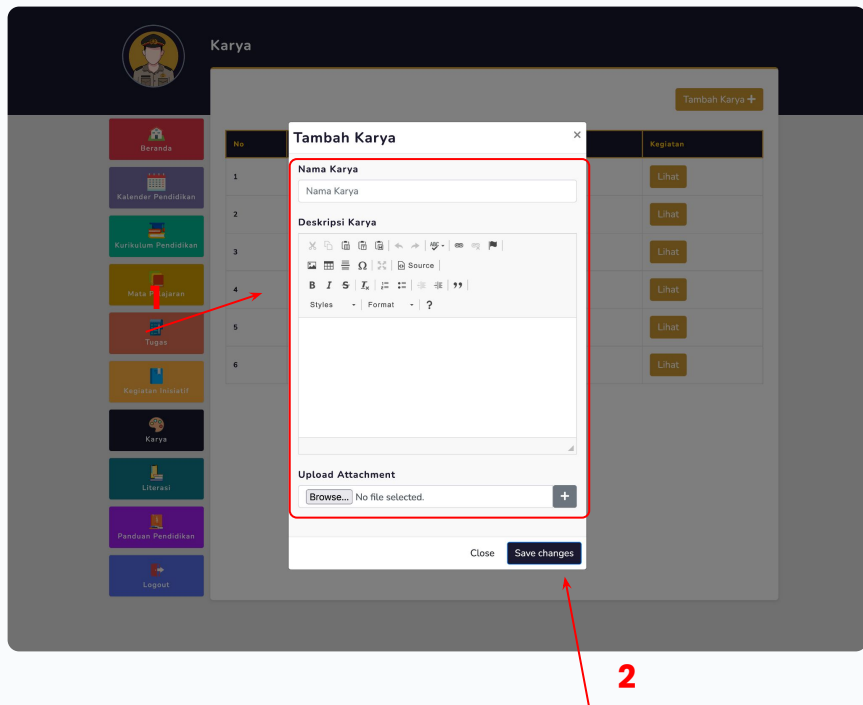 Karya
Tambah Karya +
Beranda
Kalender Pendidikan
Kurikulum Pendidikan
Mata Pelajaran
Tugas
Kegiatan Inisiatif
Karya
Literasi
Panduan Pendidikan
Logout
No
Kegiatan
1
Lihat
2
Lihat
3
Lihat
4
Lihat
5
Lihat
6
Lihat
Tambah Karya ×
Nama Karya
Nama Karya
Deskripsi Karya
Source
B I S Ix
Styles Format ?
Upload Attachment
Browse... No file selected. +
Close Save changes
1
2